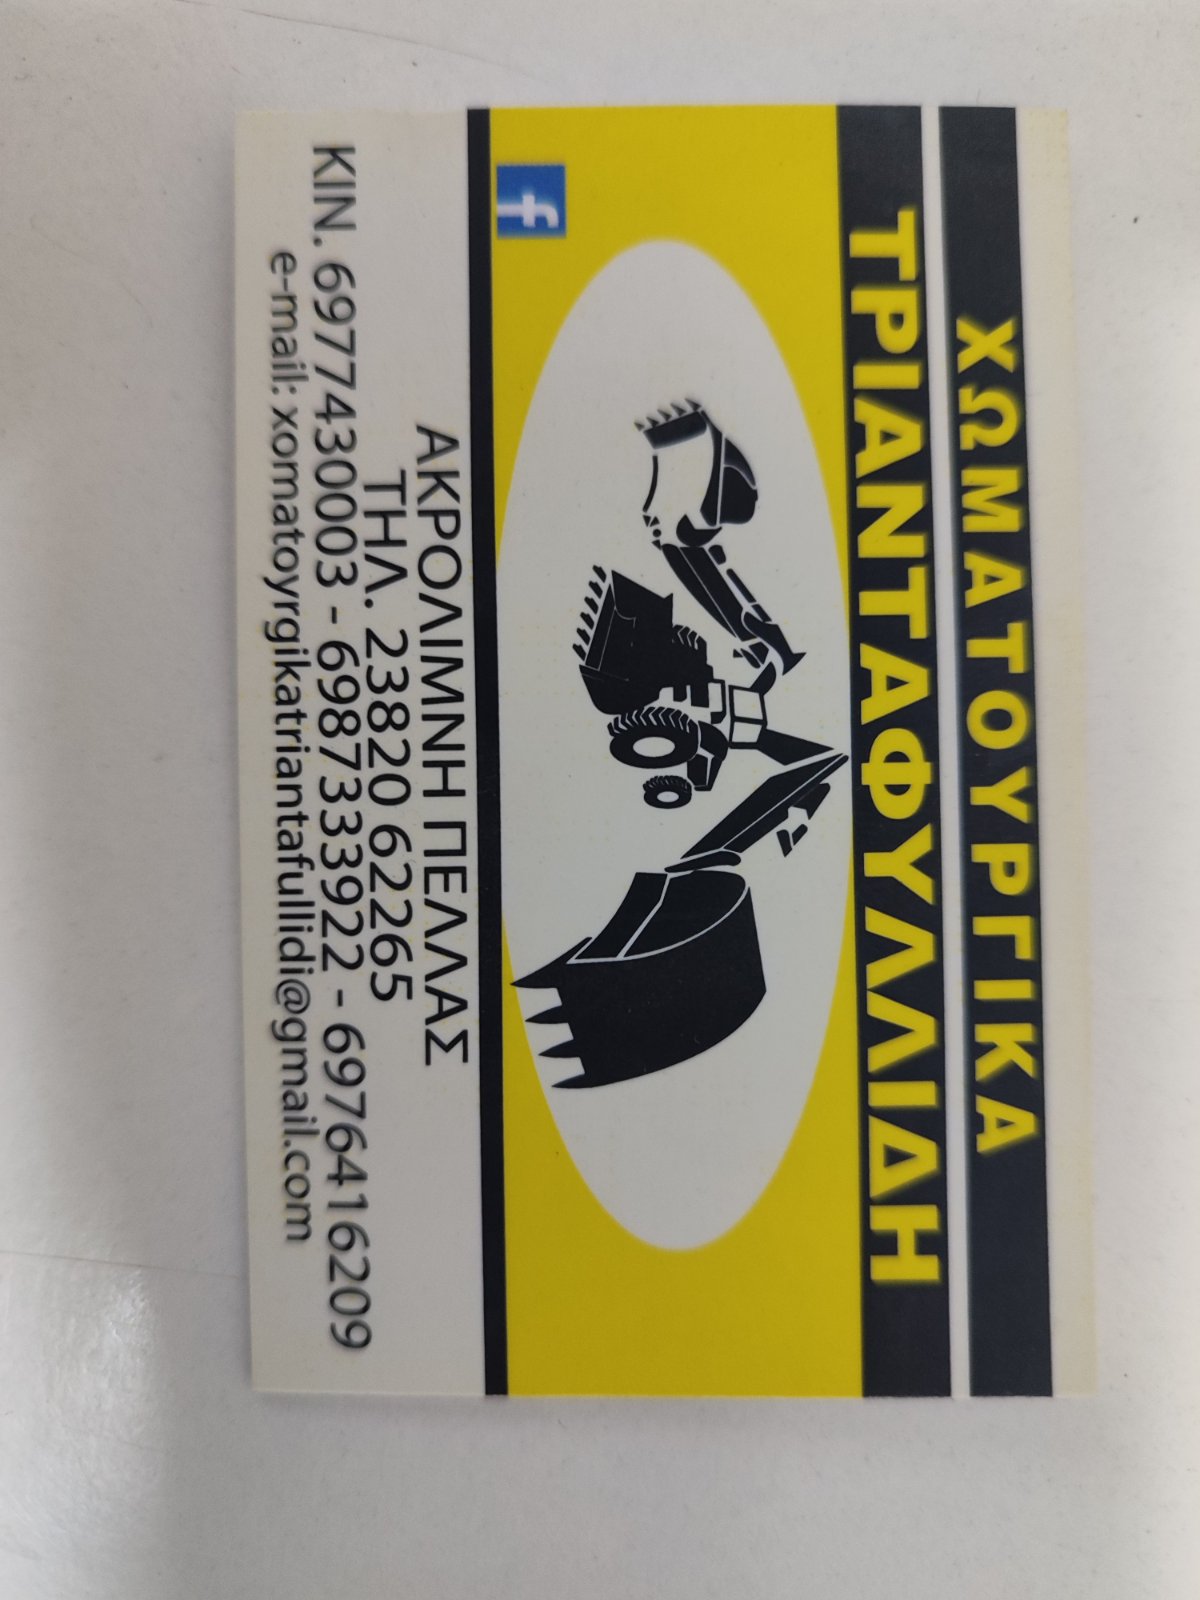 ΧΩΜΑΤΟΥΡΓΙΚΑ
ΤΡΙΑΝΤΑΦΥΛΛΙΔΗ
f
ΑΚΡΟΛΙΜΝΗ ΠΕΛΛΑΣ
ΤΗΛ. 23820 62265
ΚΙΝ. 6977430003 - 6987333922 - 6976416209
e-mail: xomatoyrgikatriantafullidi@gmail.com